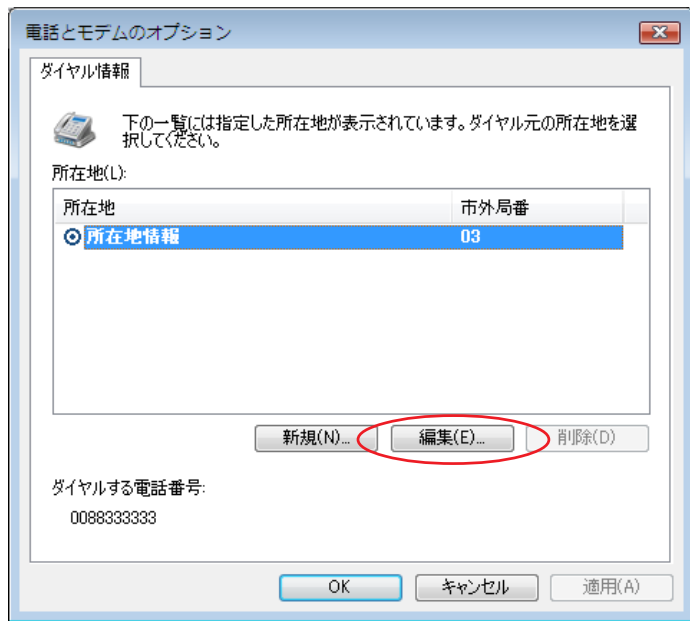 電話とモデムのオプション
ダイヤル情報
下の一覧には指定した所在地が表示されています。ダイヤル元の所在地を選
択してください。
所在地(L):
所在地 市外局番
所在地情報 03
新規(N)... 編集(E)... 削除(D)
ダイヤルする電話番号:
0088333333
OK キャンセル 適用(A)